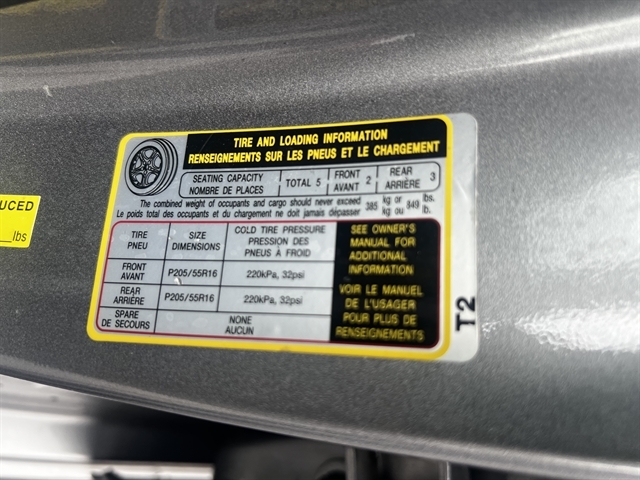 TIRE AND LOADING INFORMATION
RENSEIGNEMENTS SUR LES PNEUS ET LE CHARGEMENT
SEATING CAPACITY
NOMBRE DE PLACES
TOTAL 5
FRONT
AVANT 2
REAR
ARRIÈRE 3
The combined weight of occupants and cargo should never exceed 385 kg or 849 lbs.
Le poids total des occupants et du chargement ne doit jamais dépasser kg ou lb.
TIRE
PNEU
SIZE
DIMENSIONS
COLD TIRE PRESSURE
PRESSION DES
PNEUS À FROID
FRONT
AVANT
P205/55R16
220kPa, 32psi
REAR
ARRIÈRE
P205/55R16
220kPa, 32psi
SPARE
DE SECOURS
NONE
AUCUN
SEE OWNER'S
MANUAL FOR
ADDITIONAL
INFORMATION
VOIR LE MANUEL
DE L'USAGER
POUR PLUS DE
RENSEIGNEMENTS
T2
UCED
lbs